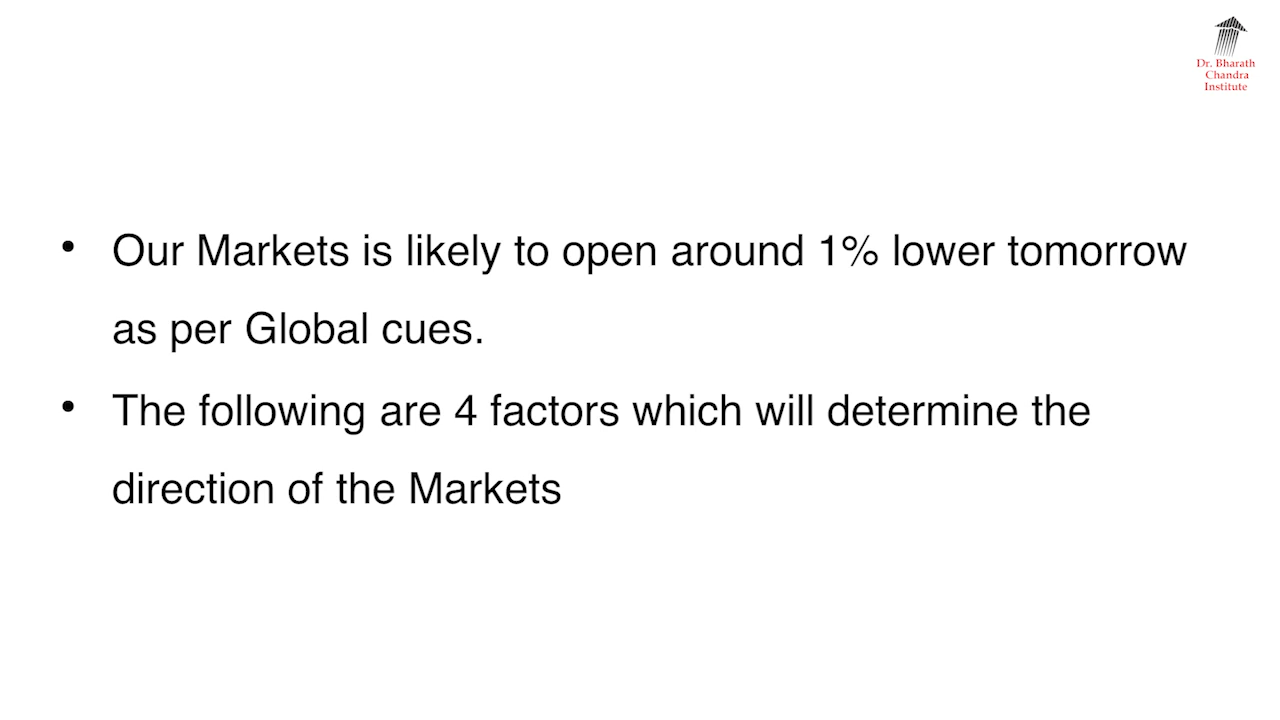 Dr. Bharath
Chandra
Institute
• Our Markets is likely to open around 1% lower tomorrow
as per Global cues.
• The following are 4 factors which will determine the
direction of the Markets